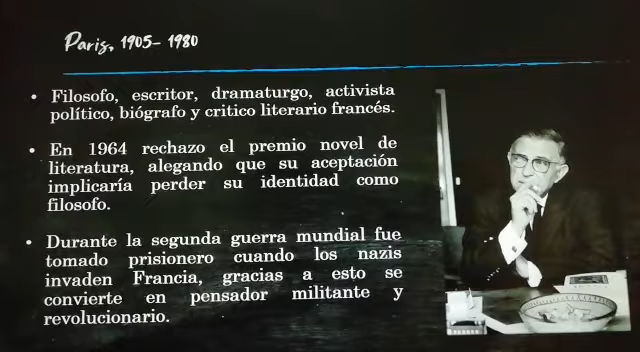 Paris, 1905- 1980
• Filosofo, escritor, dramaturgo, activista
político, biógrafo y critico literario francés.
• En 1964 rechazo el premio novel de
literatura, alegando que su aceptación
implicaría perder su identidad como
filosofo.
• Durante la segunda guerra mundial fue
tomado prisionero cuando los nazis
invaden Francia, gracias a esto se
convierte en pensador militante y
revolucionario.